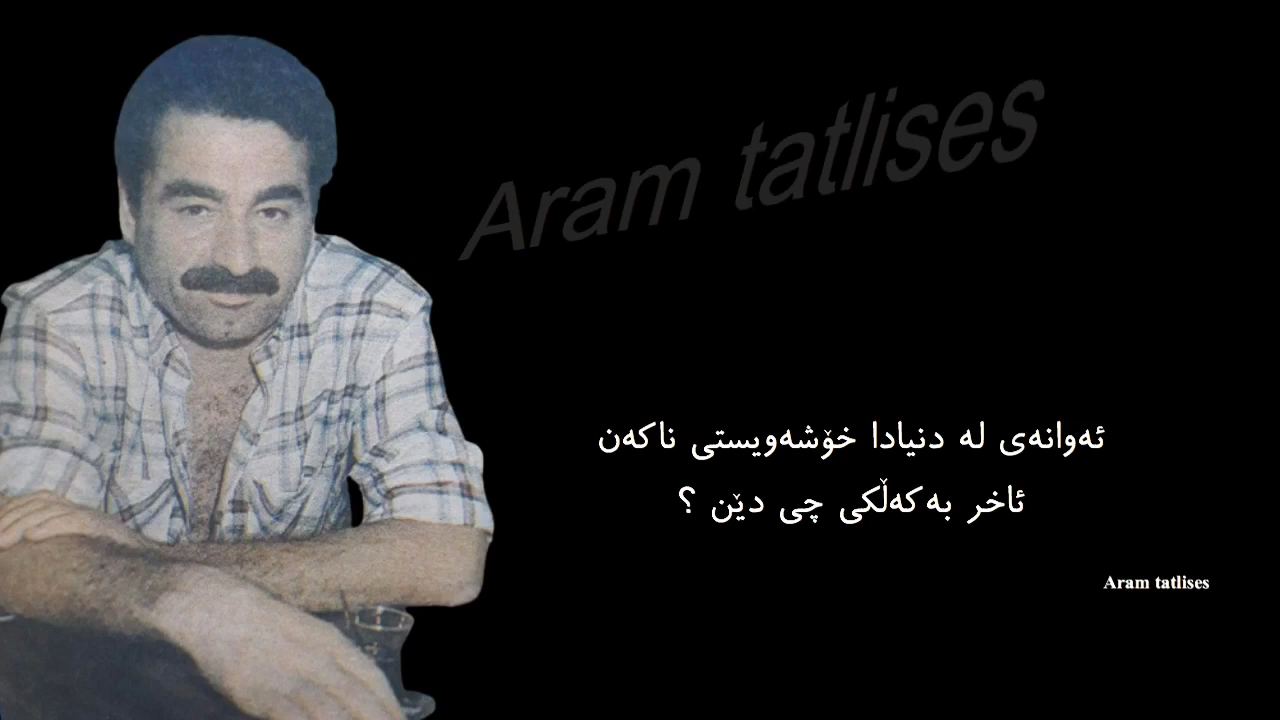 Aram tatlises
ئەوانەی لە دنیادا خۆشەویستی ناکەن
ئاخر بەکەڵکی چی دێن ؟
Aram tatlises